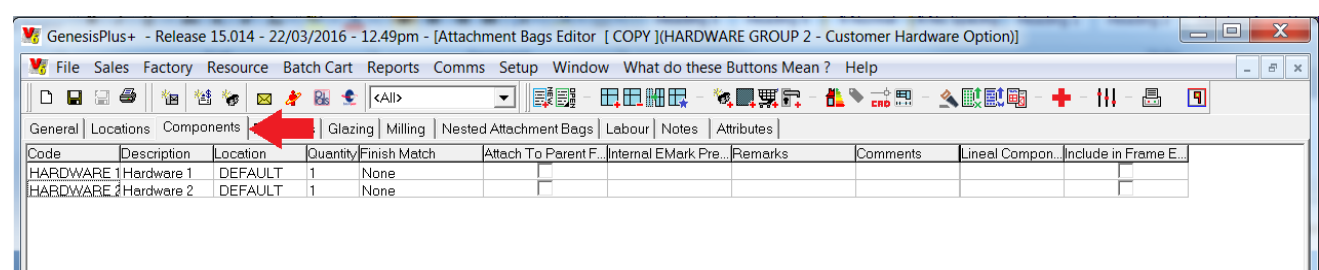 GenesisPlus+ - Release 15.014 - 22/03/2016 - 12.49pm - [Attachment Bags Editor [ COPY ](HARDWARE GROUP 2 - Customer Hardware Option)]
File Sales Factory Resource Batch Cart Reports Comms Setup Window What do these Buttons Mean ? Help
<All>
General Locations Components Glazing Milling Nested Attachment Bags Labour Notes Attributes
Code Description Location Quantity Finish Match Attach To Parent F... Internal EMark Pre... Remarks Comments Lineal Compon... Include in Frame E...
HARDWARE 1 Hardware 1 DEFAULT 1 None
HARDWARE 2 Hardware 2 DEFAULT 1 None